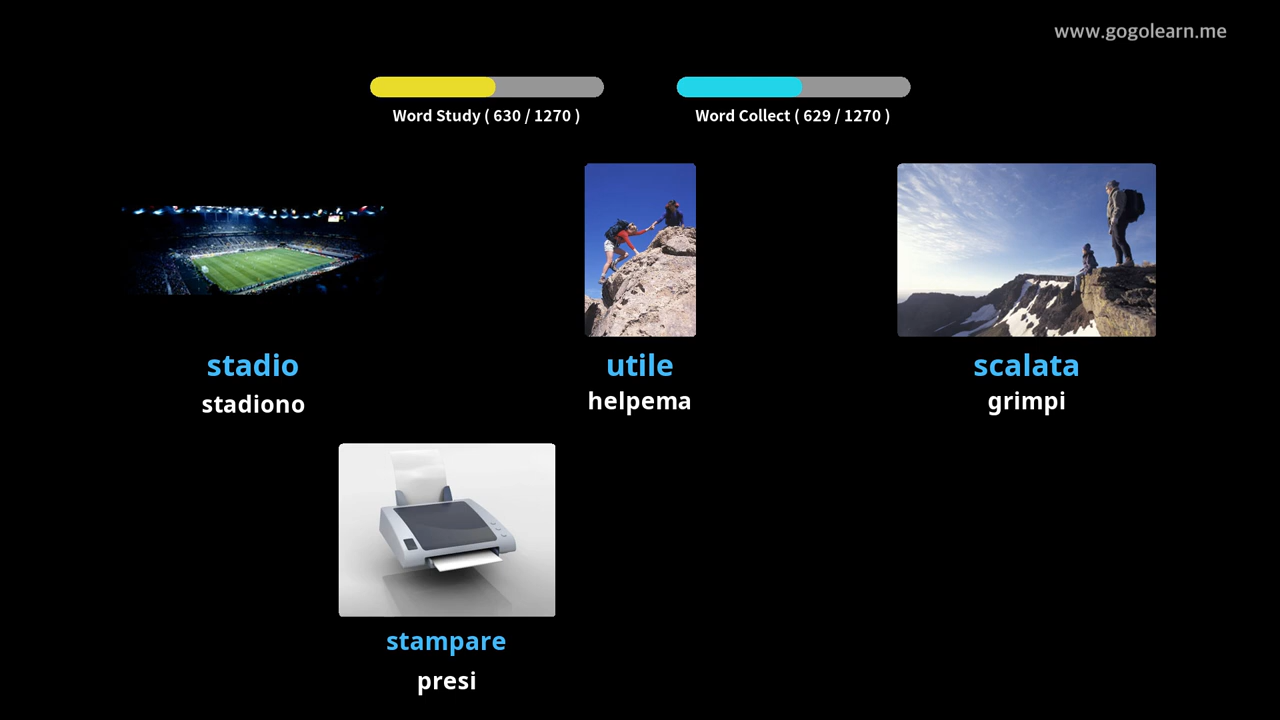 www.gogolearn.me
Word Study ( 630 / 1270 )
Word Collect ( 629 / 1270 )
stadio
stadiono
utile
helpema
scalata
grimpi
stampare
presi